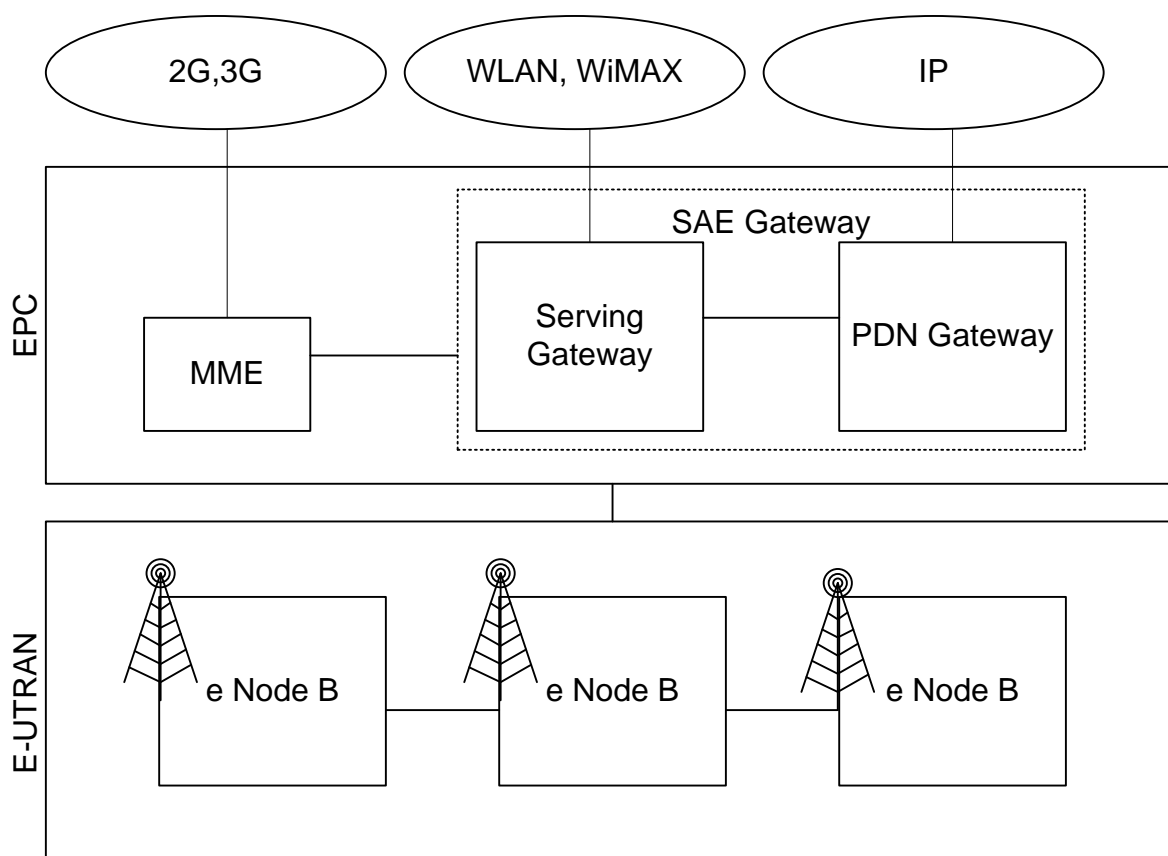 2G,3G
WLAN, WiMAX
IP
SAE Gateway
EPC
MME
Serving
Gateway
PDN Gateway
E-UTRAN
e Node B
e Node B
e Node B